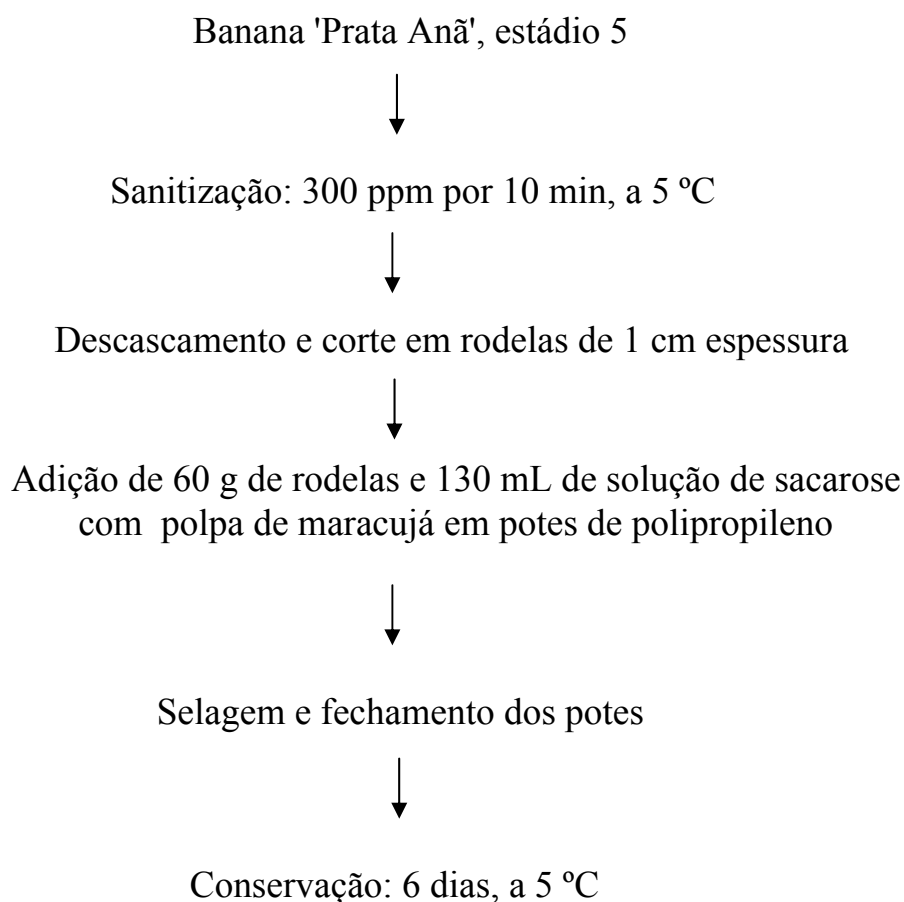 Banana 'Prata Anã', estádio 5
Sanitização: 300 ppm por 10 min, a 5 ºC
Descascamento e corte em rodelas de 1 cm espessura
Adição de 60 g de rodelas e 130 mL de solução de sacarose
com polpa de maracujá em potes de polipropileno
Selagem e fechamento dos potes
Conservação: 6 dias, a 5 ºC